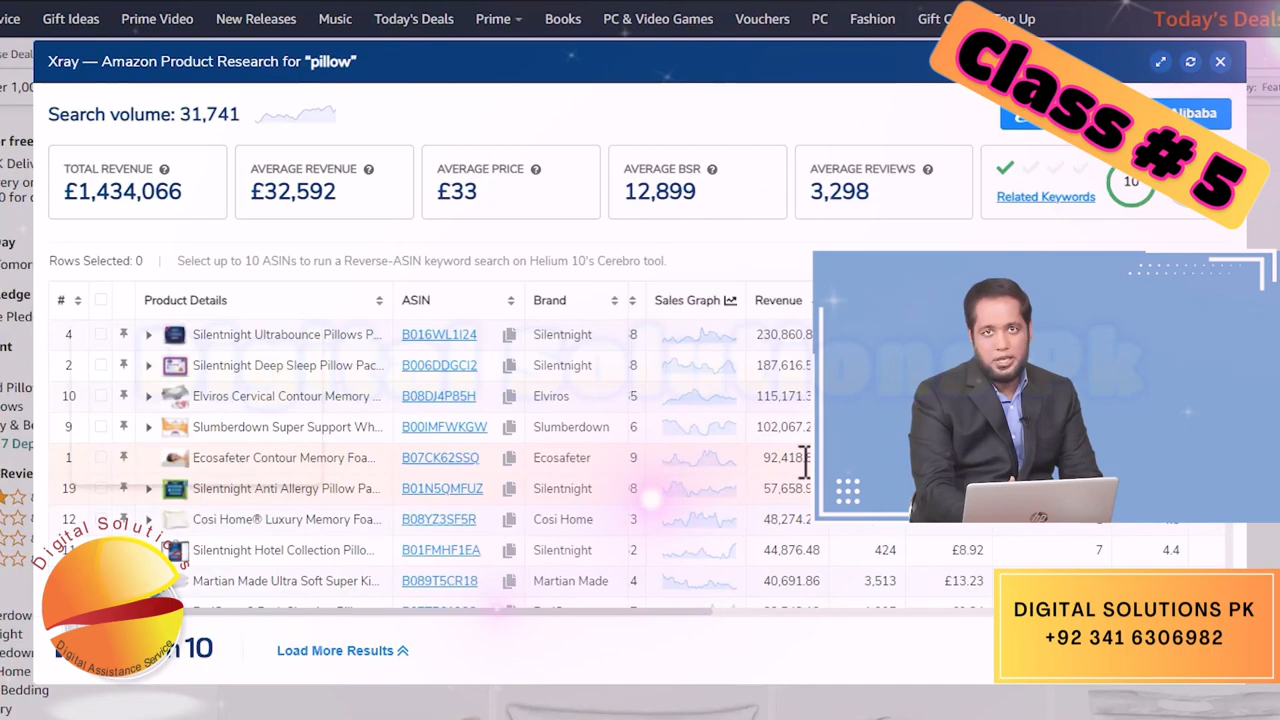 vice Gift Ideas Prime Video New Releases Music Today's Deals Prime Books PC & Video Games Vouchers PC Fashion Gift Top Up
Today's Deals
Xray — Amazon Product Research for "pillow"
Class # 5
Search volume: 31,741
Alibaba
TOTAL REVENUE
£1,434,066
AVERAGE REVENUE
£32,592
AVERAGE PRICE
£33
AVERAGE BSR
12,899
AVERAGE REVIEWS
3,298
Related Keywords
10
Rows Selected: 0 | Select up to 10 ASINs to run a Reverse-ASIN keyword search on Helium 10's Cerebro tool.
# Product Details ASIN Brand Sales Graph Revenue
4 Silentnight Ultrabounce Pillows P... B016WL1I24 Silentnight 8 230,860.8
2 Silentnight Deep Sleep Pillow Pac... B006DDGCI2 Silentnight 8 187,616.5
10 Elviros Cervical Contour Memory ... B08DJ4P85H Elviros 5 115,171.3
9 Slumberdown Super Support Wh... B00IMFWKGW Slumberdown 6 102,067.2
1 Ecosafeter Contour Memory Foa... B07CK62SSQ Ecosafeter 9 92,418.
19 Silentnight Anti Allergy Pillow Pa... B01N5QMFUZ Silentnight 8 57,658.9
12 Cosi Home® Luxury Memory Foa... B08YZ3SF5R Cosi Home 3 48,274.
Silentnight Hotel Collection Pillo... B01FMHF1EA Silentnight 2 44,876.48 424 £8.92 7 4.4
Martian Made Ultra Soft Super Ki... B089T5CR18 Martian Made 4 40,691.86 3,513 £13.23
hp
Digital Solutions
Digital Assistance Service
10
Load More Results
DIGITAL SOLUTIONS PK
+92 341 6306982
Bedding